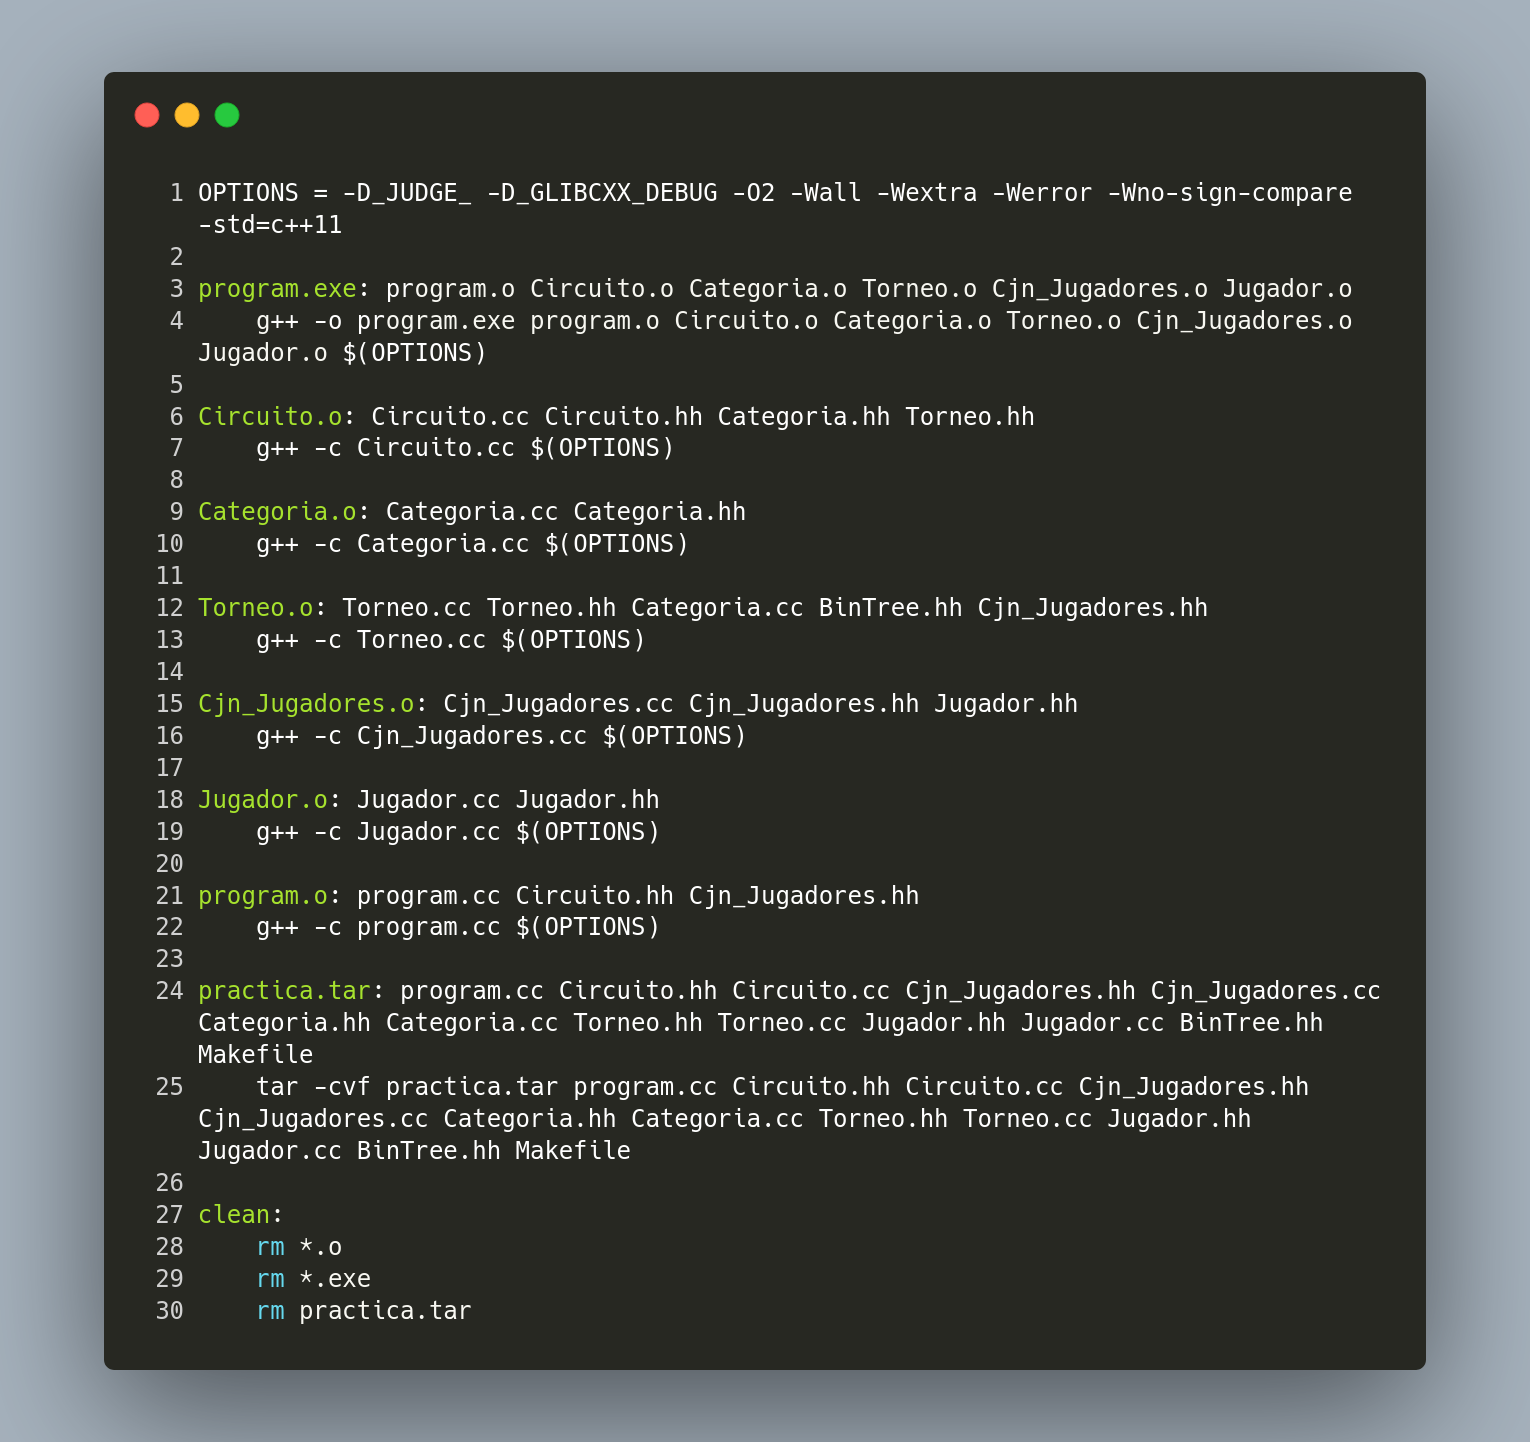 1 OPTIONS = -D_JUDGE_ -D_GLIBCXX_DEBUG -O2 -Wall -Wextra -Werror -Wno-sign-compare
-std=c++11
2
3 program.exe: program.o Circuito.o Categoria.o Torneo.o Cjn_Jugadores.o Jugador.o
4     g++ -o program.exe program.o Circuito.o Categoria.o Torneo.o Cjn_Jugadores.o
Jugador.o $(OPTIONS)
5
6 Circuito.o: Circuito.cc Circuito.hh Categoria.hh Torneo.hh
7     g++ -c Circuito.cc $(OPTIONS)
8
9 Categoria.o: Categoria.cc Categoria.hh
10     g++ -c Categoria.cc $(OPTIONS)
11
12 Torneo.o: Torneo.cc Torneo.hh Categoria.cc BinTree.hh Cjn_Jugadores.hh
13     g++ -c Torneo.cc $(OPTIONS)
14
15 Cjn_Jugadores.o: Cjn_Jugadores.cc Cjn_Jugadores.hh Jugador.hh
16     g++ -c Cjn_Jugadores.cc $(OPTIONS)
17
18 Jugador.o: Jugador.cc Jugador.hh
19     g++ -c Jugador.cc $(OPTIONS)
20
21 program.o: program.cc Circuito.hh Cjn_Jugadores.hh
22     g++ -c program.cc $(OPTIONS)
23
24 practica.tar: program.cc Circuito.hh Circuito.cc Cjn_Jugadores.hh Cjn_Jugadores.cc
Categoria.hh Categoria.cc Torneo.hh Torneo.cc Jugador.hh Jugador.cc BinTree.hh
Makefile
25     tar -cvf practica.tar program.cc Circuito.hh Circuito.cc Cjn_Jugadores.hh
Cjn_Jugadores.cc Categoria.hh Categoria.cc Torneo.hh Torneo.cc Jugador.hh
Jugador.cc BinTree.hh Makefile
26
27 clean:
28     rm *.o
29     rm *.exe
30     rm practica.tar